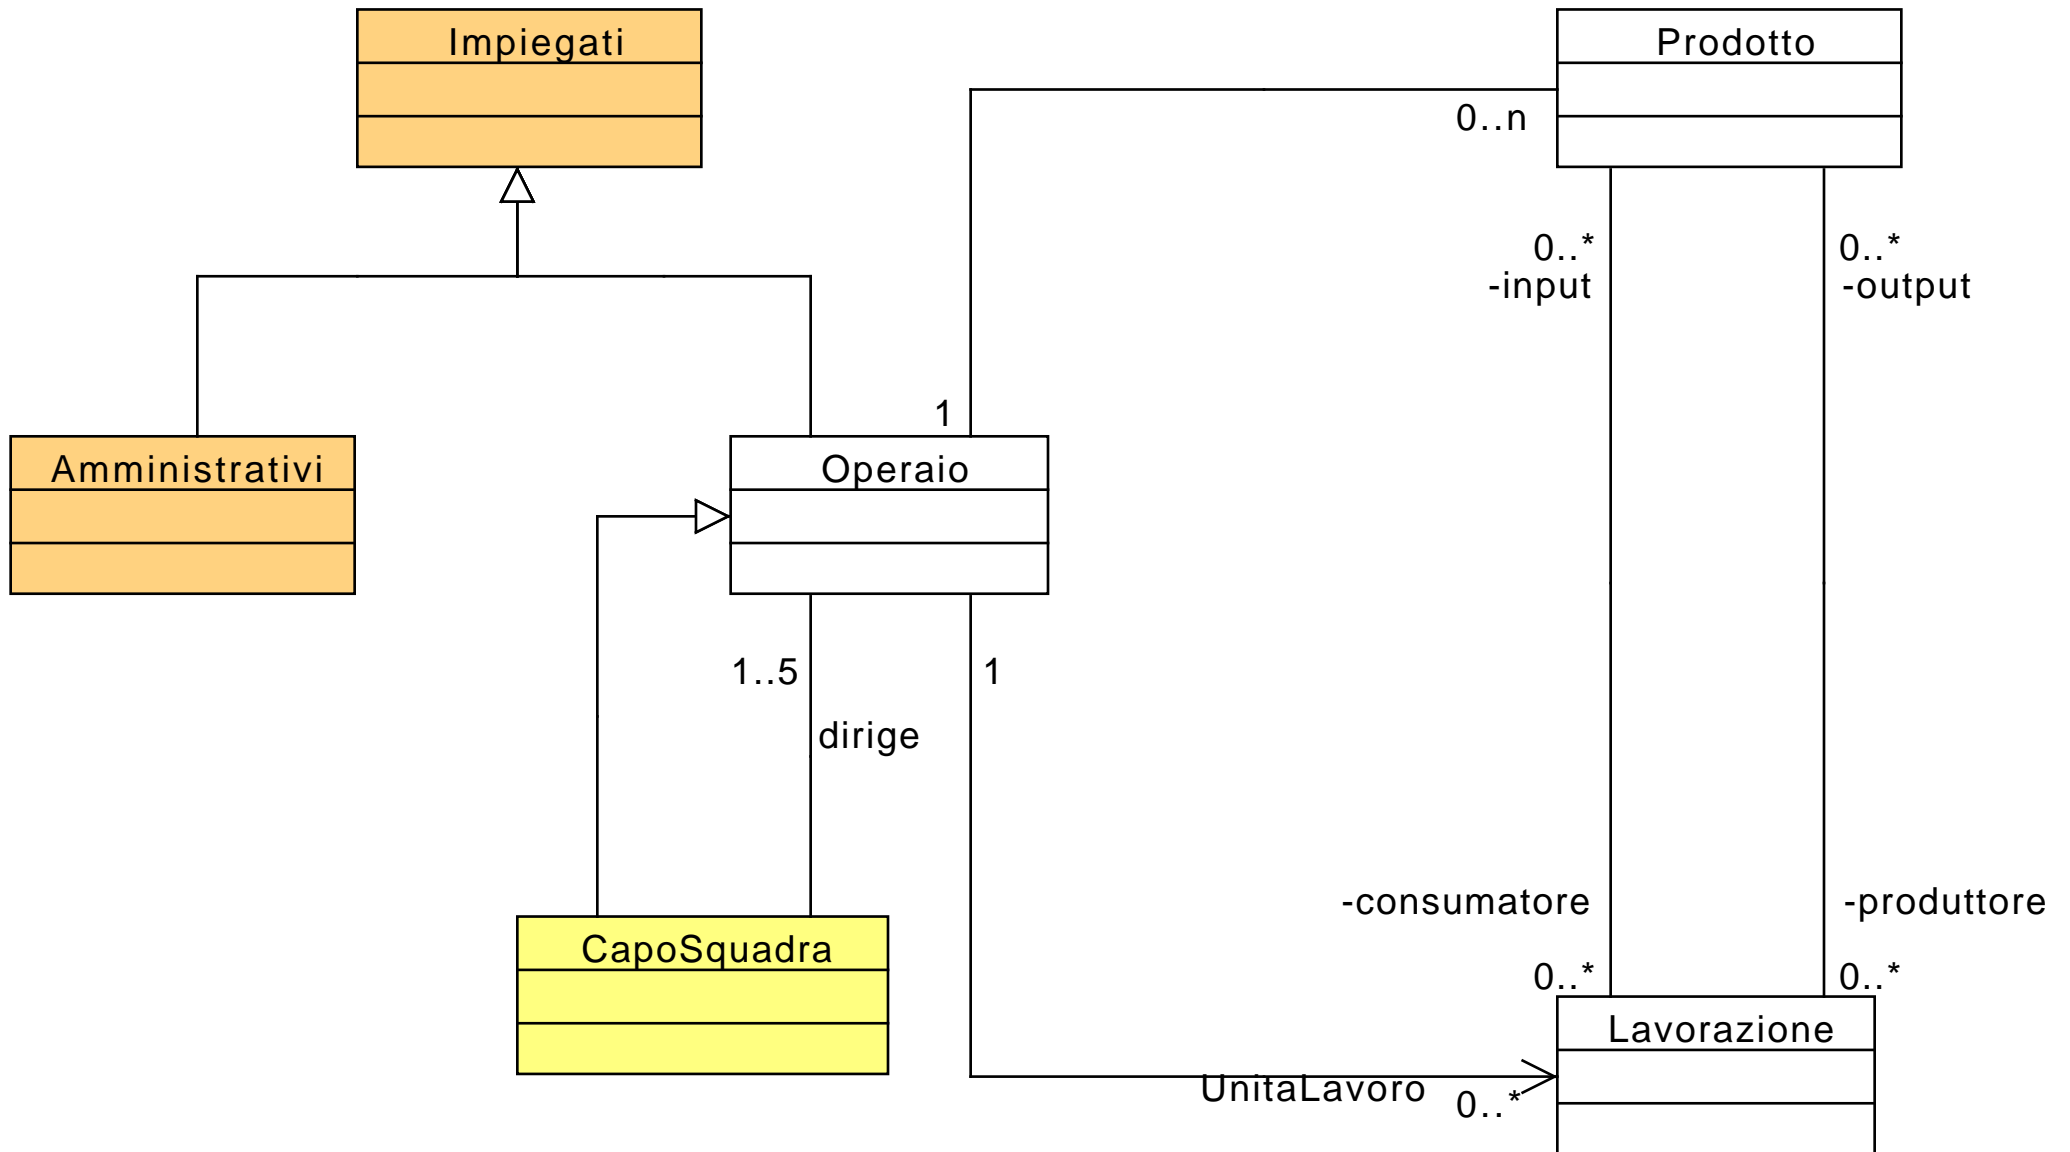 Impiegati
Prodotto
0..n
0..*
-input
0..*
-output
1
Amministrativi
Operaio
1..5
1
dirige
-consumatore
-produttore
CapoSquadra
0..*
0..*
Lavorazione
UnitaLavoro
0..*